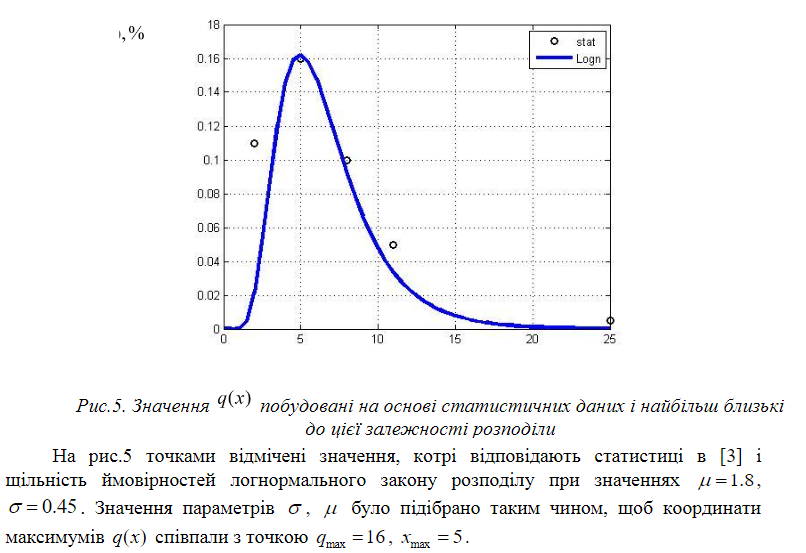 ),%
18
0.16
0.14
0.12
0.1
0.08
0.06
0.04
0.02
0
0 5 10 15 20 25
stat
Logn
Рис.5. Значення q(x) побудовані на основі статистичних даних і найбільш близькі
до цієї залежності розподіли
На рис.5 точками відмічені значення, котрі відповідають статистиці в [3] і
щільність ймовірностей логнормального закону розподілу при значеннях μ=1.8,
σ=0.45. Значення параметрів σ, μ було підібрано таким чином, щоб координати
максимумів q(x) співпали з точкою qmax=16, xmax=5.